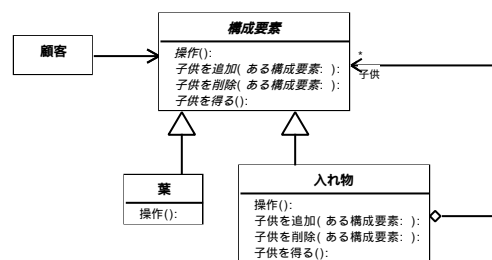 構成要素
顧客
操作():
子供を追加( ある構成要素: ):
子供を削除( ある構成要素: ):
子供を得る():
*
子供
葉
操作():
入れ物
操作():
子供を追加( ある構成要素: ):
子供を削除( ある構成要素: ):
子供を得る():